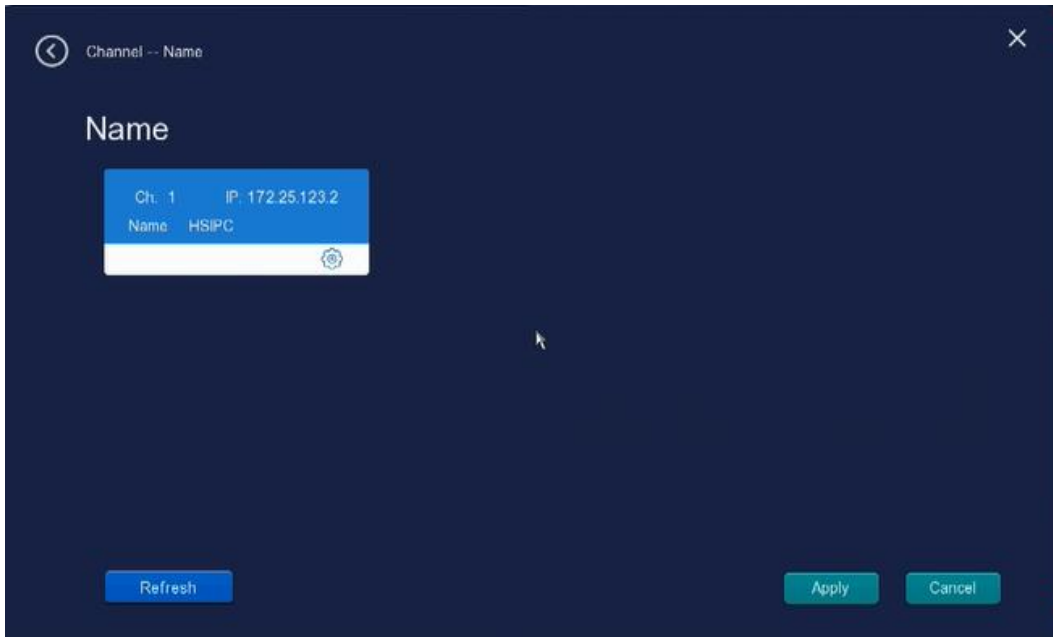 Channel -- Name
Name
Ch. 1 IP. 172.25.123.2
Name HSIPC
Refresh Apply Cancel